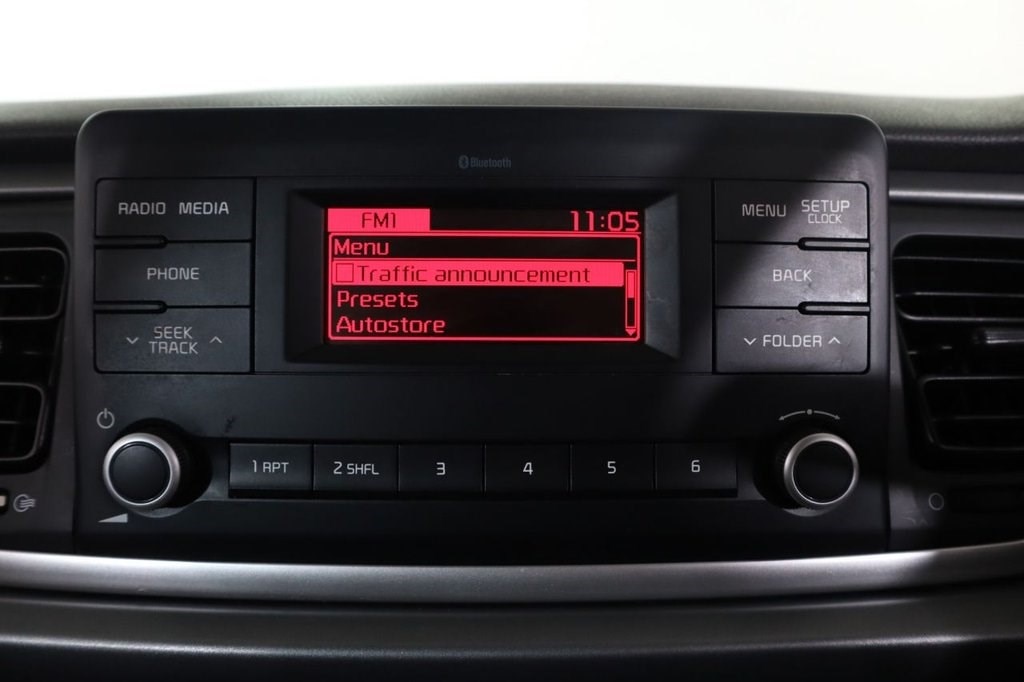 Bluetooth
RADIO MEDIA
PHONE
SEEK
TRACK
FM1 11:05
Menu
Traffic announcement
Presets
Autostore
MENU SETUP
CLOCK
BACK
FOLDER
1 RPT 2 SHFL 3 4 5 6